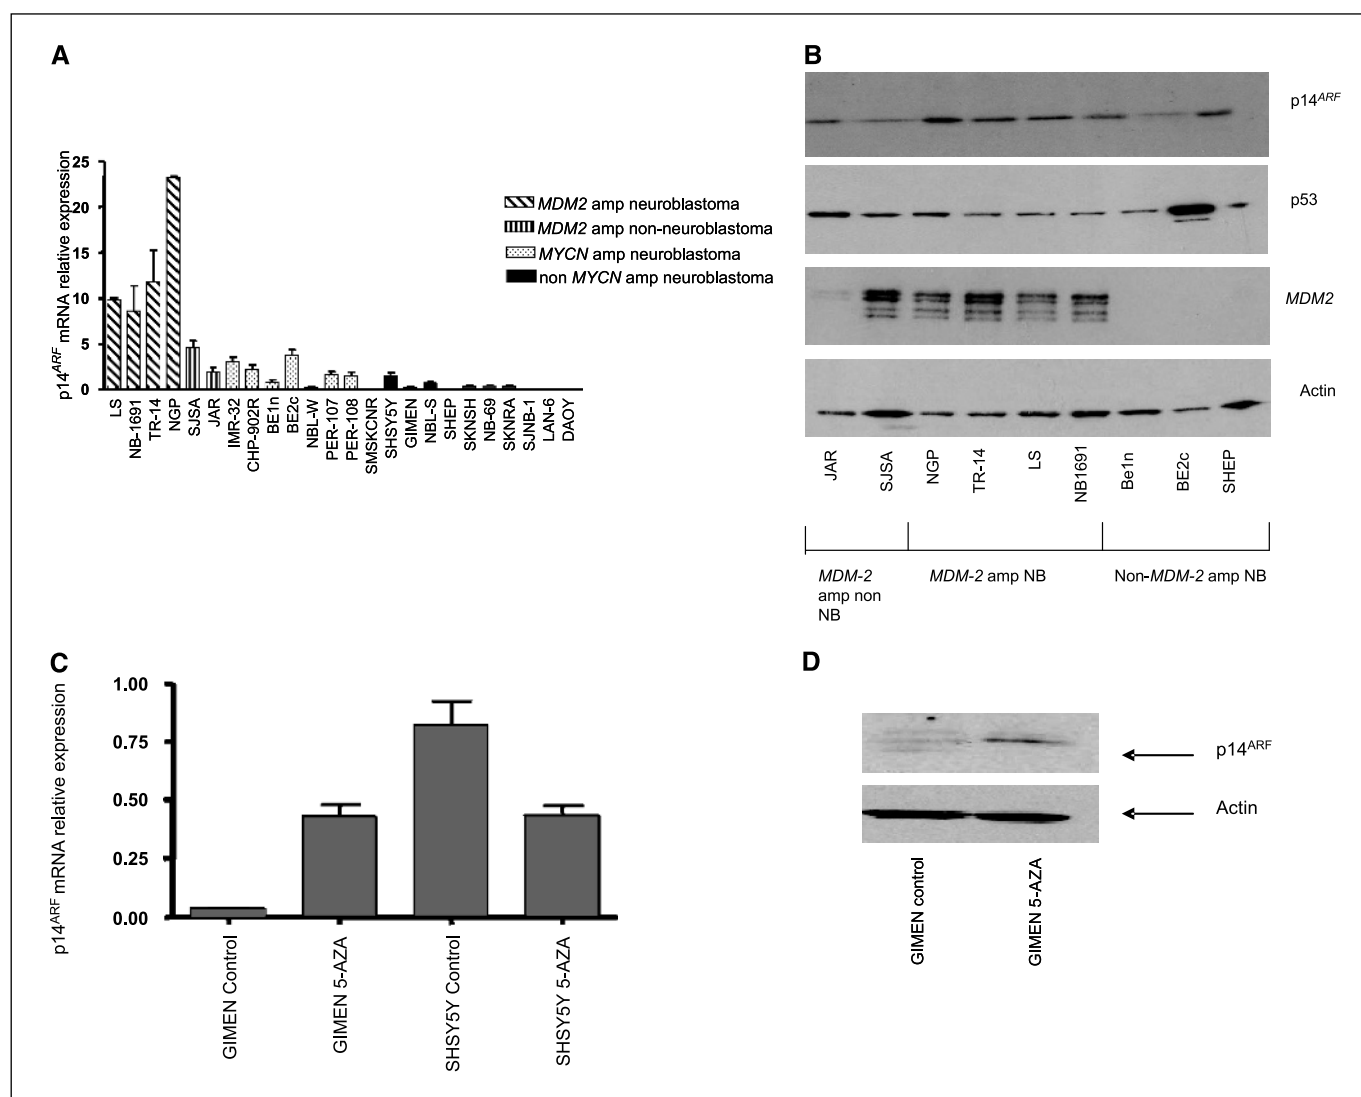 A
p14ARF mRNA relative expression
25
20
15
10
5
0
LS
NB-1691
TR-14
NGP
SJSA
JAR
IMR-32
CHP-902R
BE1n
BE2c
NBL-W
PER-107
PER-108
SMSKCNR
SHSY5Y
GIMEN
NBL-S
SHEP
SKNSH
NB-69
SKNRA
SJNB-1
LAN-6
DAOY
MDM2 amp neuroblastoma
MDM2 amp non-neuroblastoma
MYCN amp neuroblastoma
non MYCN amp neuroblastoma
B
p14ARF
p53
MDM2
Actin
JAR
SJSA
NGP
TR-14
LS
NB1691
Be1n
BE2c
SHEP
MDM-2
amp non
NB
MDM-2 amp NB
Non-MDM-2 amp NB
C
p14ARF mRNA relative expression
1.00
0.75
0.50
0.25
0.00
GIMEN Control
GIMEN 5-AZA
SHSY5Y Control
SHSY5Y 5-AZA
D
p14ARF
Actin
GIMEN control
GIMEN 5-AZA